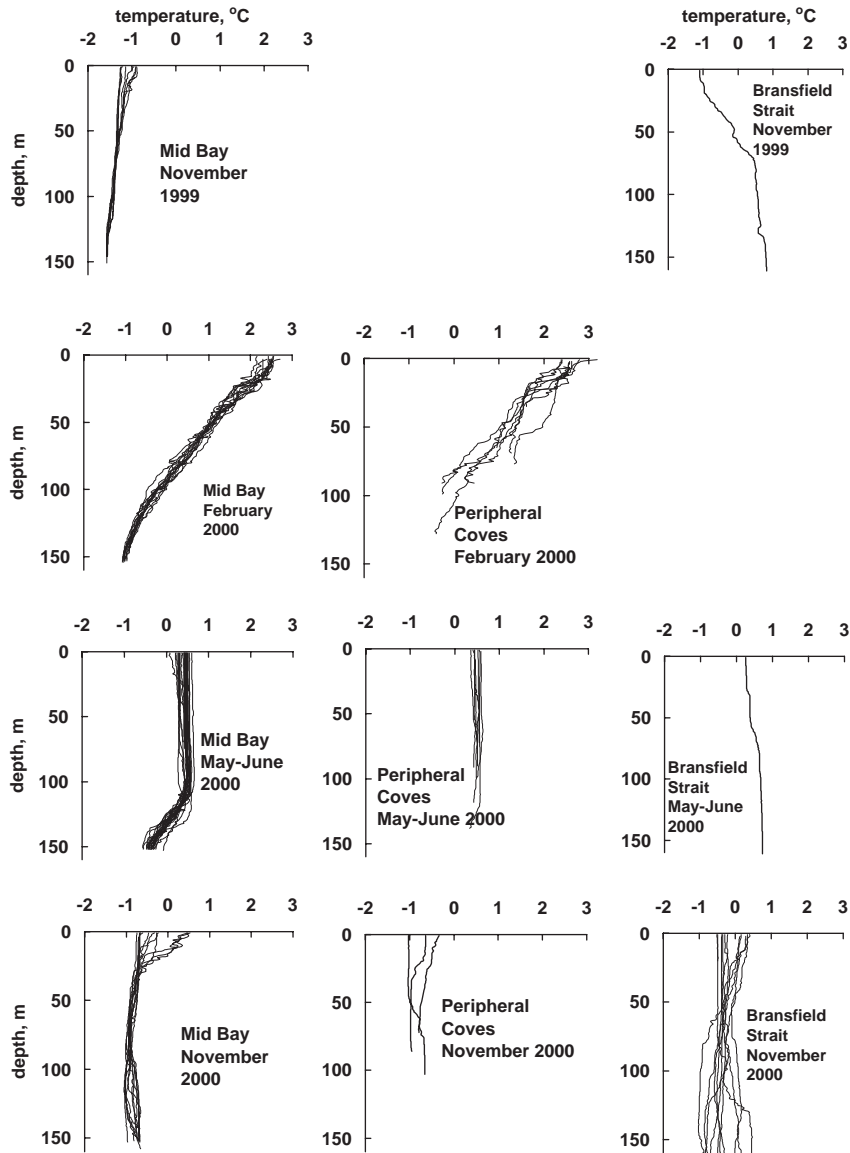 temperature, °C
-2 -1 0 1 2 3
0
50
100
150
depth, m
Mid Bay
November
1999
temperature, °C
-2 -1 0 1 2 3
0
50
100
150
Bransfield
Strait
November
1999
-2 -1 0 1 2 3
0
50
100
150
depth, m
Mid Bay
February
2000
-2 -1 0 1 2 3
0
50
100
150
Peripheral
Coves
February 2000
-2 -1 0 1 2 3
0
50
100
150
depth, m
Mid Bay
May-June
2000
-2 -1 0 1 2 3
0
50
100
150
Peripheral
Coves
May-June 2000
-2 -1 0 1 2 3
0
50
100
150
Bransfield
Strait
May-June
2000
-2 -1 0 1 2 3
0
50
100
150
depth, m
Mid Bay
November
2000
-2 -1 0 1 2 3
0
50
100
150
Peripheral
Coves
November 2000
-2 -1 0 1 2 3
0
50
100
150
Bransfield
Strait
November
2000